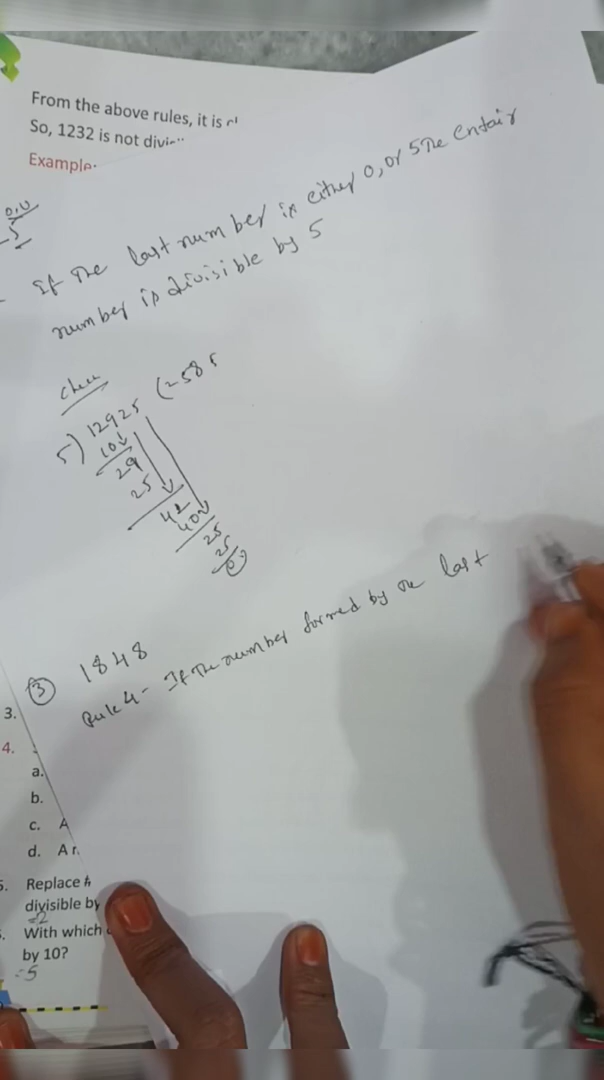 From the above rules, it is
So, 1232 is not divi
Example:
0,0
5
If The last number is either 0, or 5 The Entair
number is divisible by 5
check
5) 12925 (2585
10↓
29
25
42
40
25
25
0
③ 1848
Rule 4 - If The number formed by the last
3.
4.
a.
b.
c. A
d. A r
5. Replace
divisible by
=2
With which
by 10?
=5